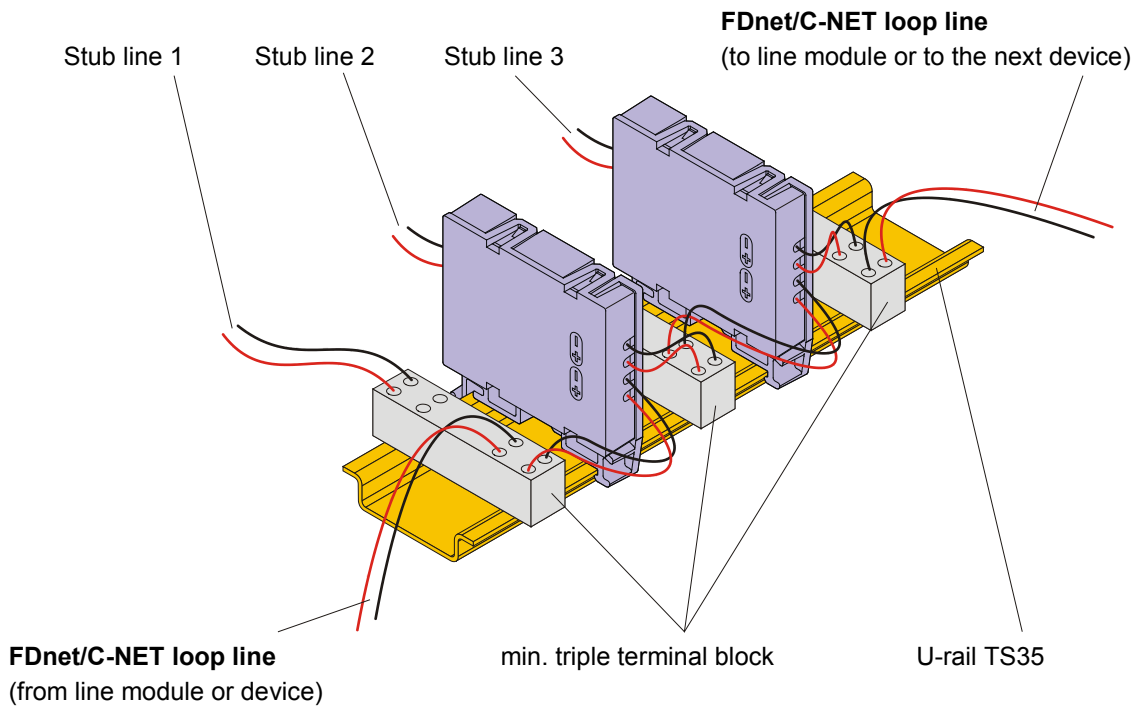 FDnet/C-NET loop line
(to line module or to the next device)
Stub line 1
Stub line 2
Stub line 3
FDnet/C-NET loop line
(from line module or device)
min. triple terminal block
U-rail TS35